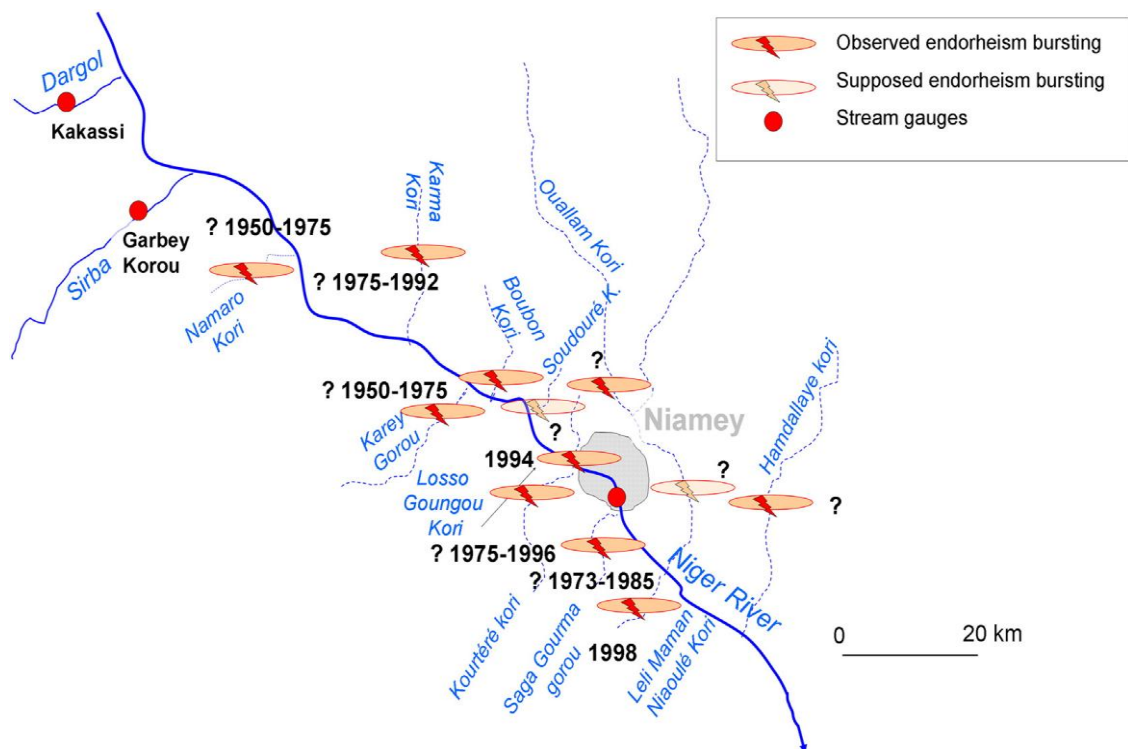 Observed endorheism bursting
Supposed endorheism bursting
Stream gauges
Dargol
Kakassi
Sirba
Garbey
Korou
? 1950-1975
Namaro
Kori
? 1975-1992
Karma
Kori
Ouallam Kori
Boubon
Kori
Soudouré K.
?
? 1950-1975
Karey
Gorou
?
Niamey
Hamdallaye kori
1994
Losso
Goungou
Kori
?
?
? 1975-1996
? 1973-1985
Kourtéré kori
Saga Gourma
gorou
1998
Leli Maman
Niaoulé Kori
Niger River
0
20 km